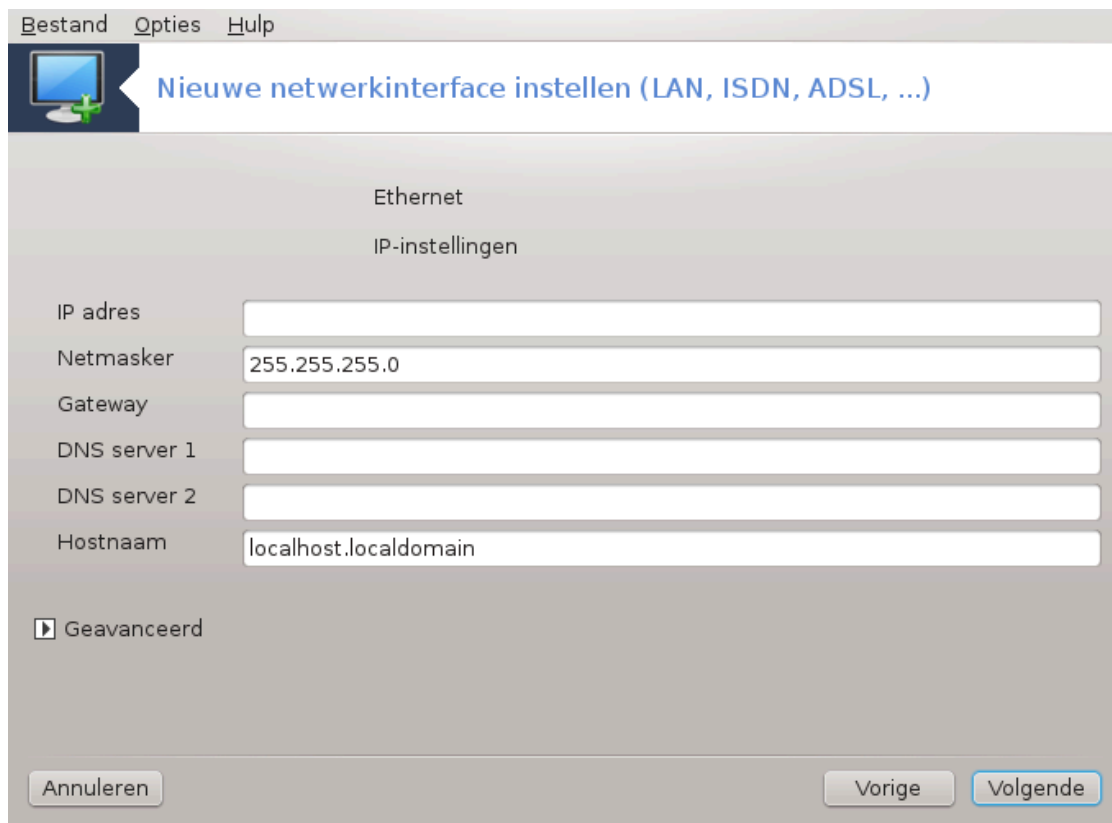 Bestand Opties Hulp
Nieuwe netwerkinterface instellen (LAN, ISDN, ADSL, ...)
Ethernet
IP-instellingen
IP adres
Netmasker 255.255.255.0
Gateway
DNS server 1
DNS server 2
Hostnaam localhost.localdomain
Geavanceerd
Annuleren Vorige Volgende